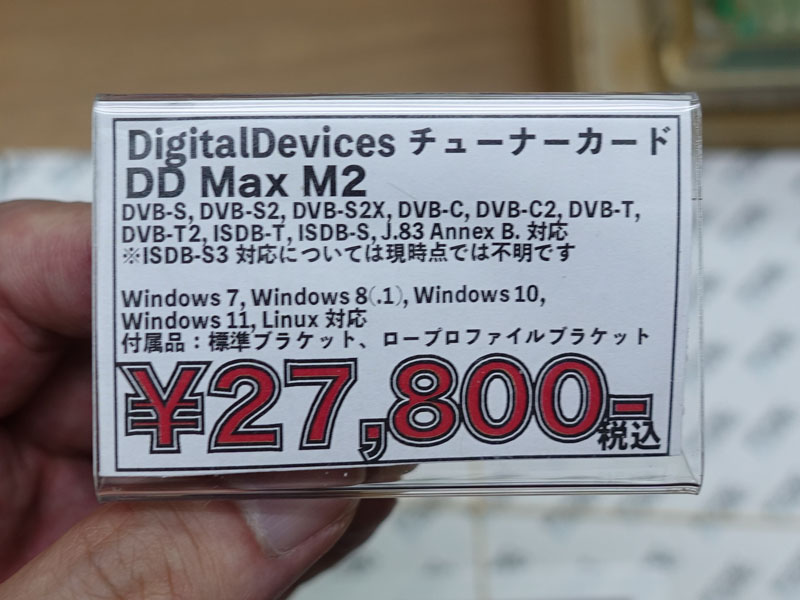 DigitalDevices チューナーカード
DD Max M2
DVB-S, DVB-S2, DVB-S2X, DVB-C, DVB-C2, DVB-T,
DVB-T2, ISDB-T, ISDB-S, J.83 Annex B. 対応
※ISDB-S3 対応については現時点では不明です
Windows 7, Windows 8(.1), Windows 10,
Windows 11, Linux 対応
付属品：標準ブラケット、ロープロファイルブラケット
¥27,800-
税込